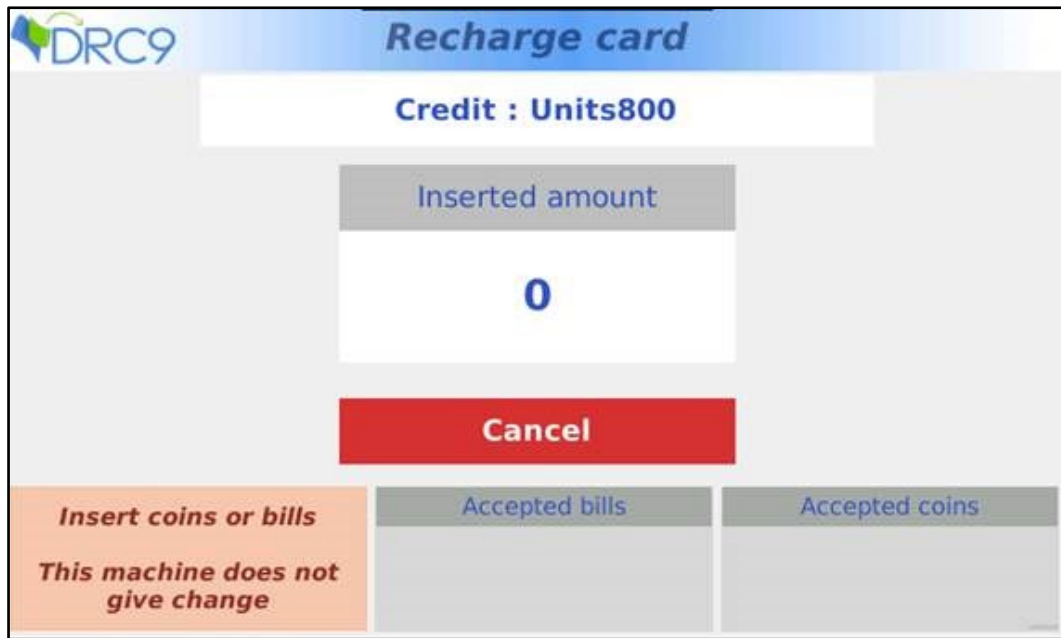 DRC9
Recharge card
Credit : Units800
Inserted amount
0
Cancel
Insert coins or bills
This machine does not
give change
Accepted bills
Accepted coins